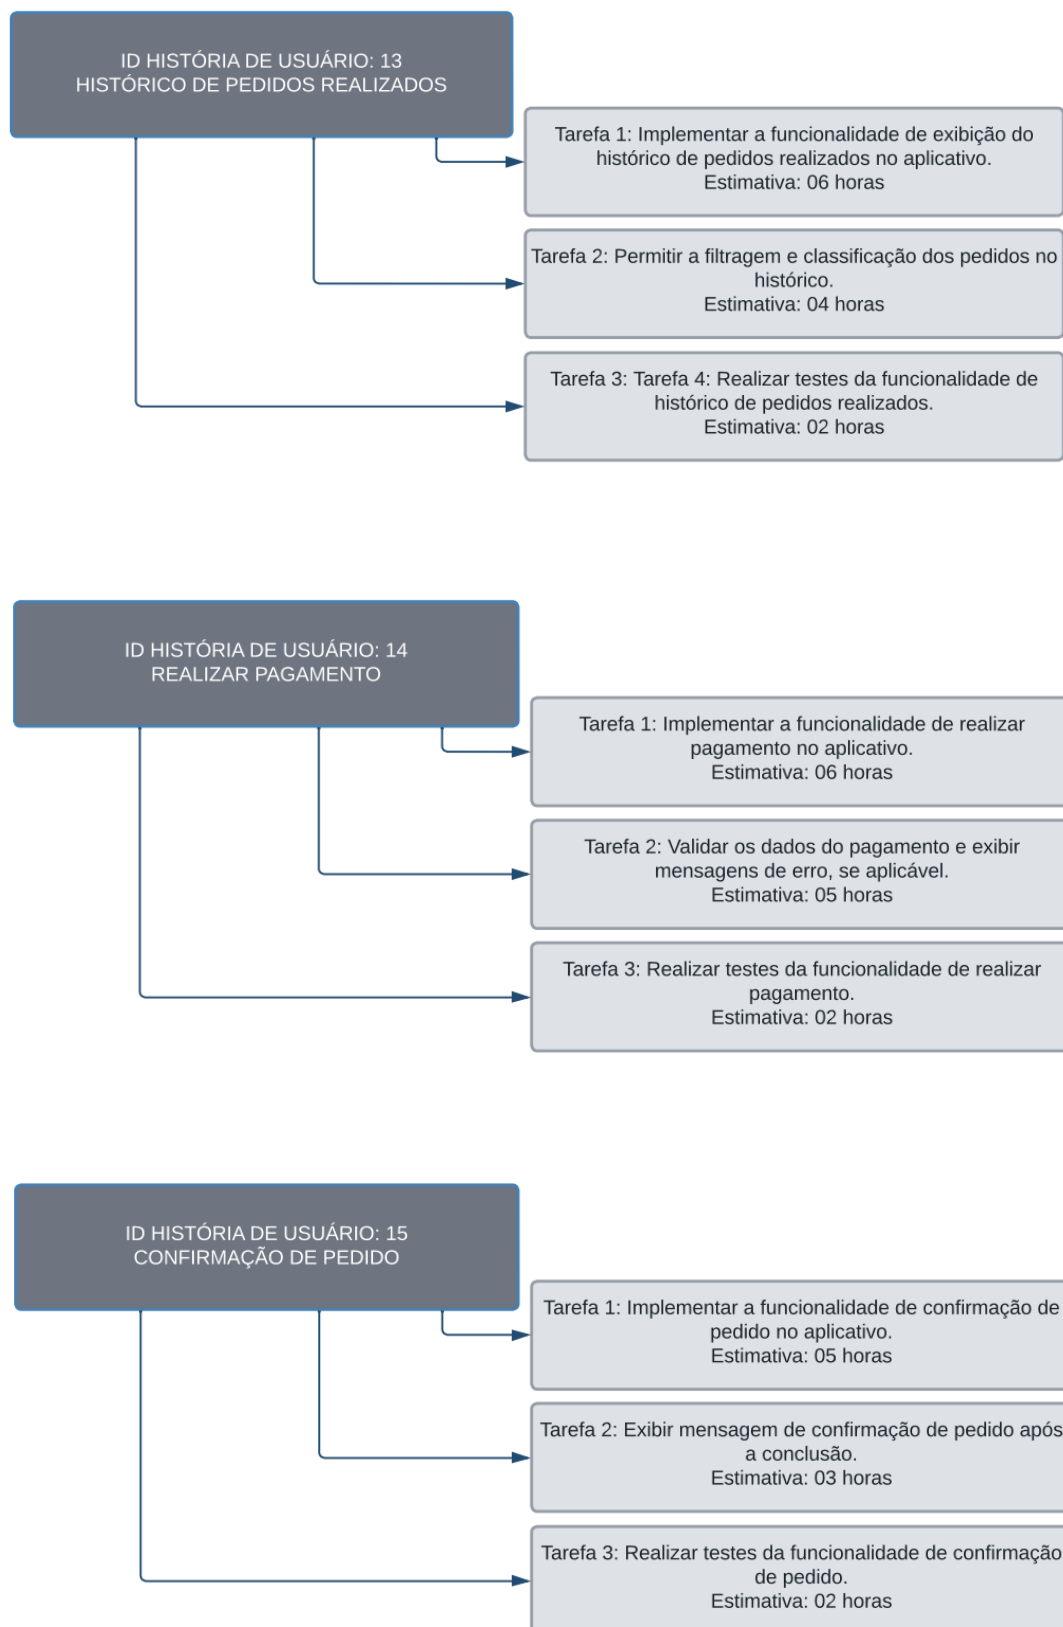 ID HISTÓRIA DE USUÁRIO: 13
HISTÓRICO DE PEDIDOS REALIZADOS
Tarefa 1: Implementar a funcionalidade de exibição do
histórico de pedidos realizados no aplicativo.
Estimativa: 06 horas
Tarefa 2: Permitir a filtragem e classificação dos pedidos no
histórico.
Estimativa: 04 horas
Tarefa 3: Tarefa 4: Realizar testes da funcionalidade de
histórico de pedidos realizados.
Estimativa: 02 horas
ID HISTÓRIA DE USUÁRIO: 14
REALIZAR PAGAMENTO
Tarefa 1: Implementar a funcionalidade de realizar
pagamento no aplicativo.
Estimativa: 06 horas
Tarefa 2: Validar os dados do pagamento e exibir
mensagens de erro, se aplicável.
Estimativa: 05 horas
Tarefa 3: Realizar testes da funcionalidade de realizar
pagamento.
Estimativa: 02 horas
ID HISTÓRIA DE USUÁRIO: 15
CONFIRMAÇÃO DE PEDIDO
Tarefa 1: Implementar a funcionalidade de confirmação de
pedido no aplicativo.
Estimativa: 05 horas
Tarefa 2: Exibir mensagem de confirmação de pedido após
a conclusão.
Estimativa: 03 horas
Tarefa 3: Realizar testes da funcionalidade de confirmação
de pedido.
Estimativa: 02 horas